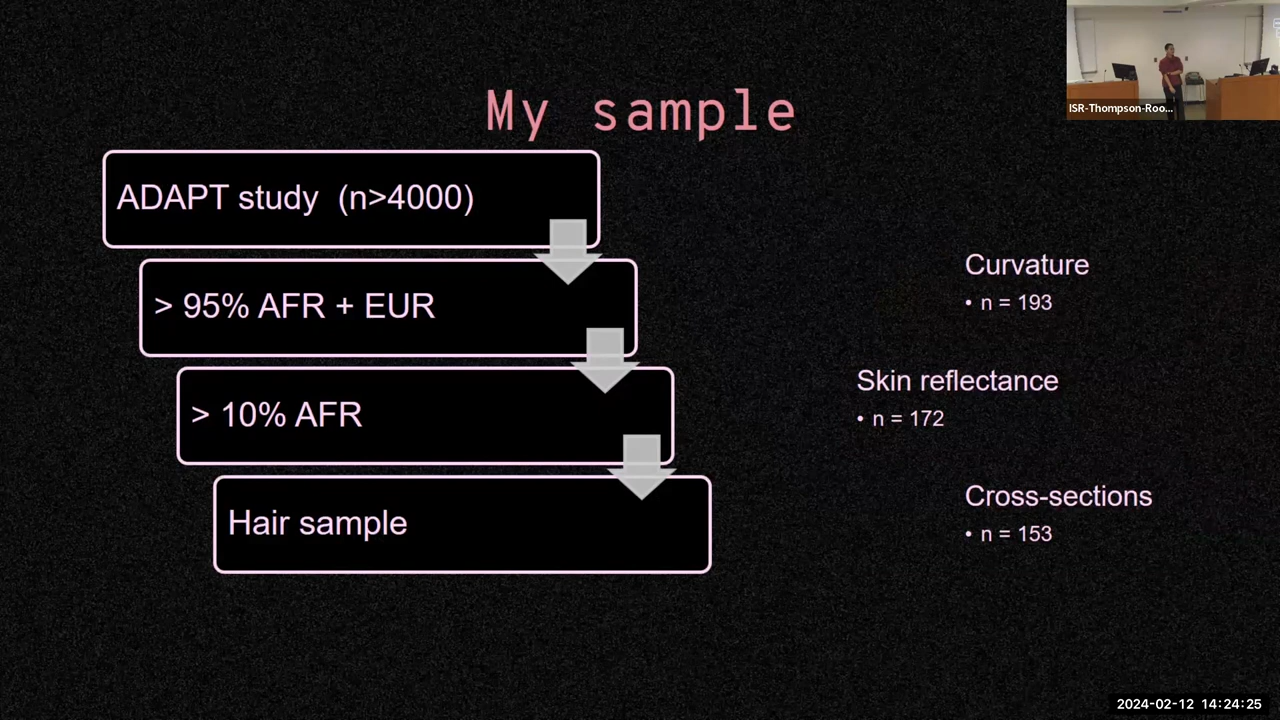 My sample
ADAPT study (n>4000)
> 95% AFR + EUR
> 10% AFR
Hair sample
Curvature
• n = 193
Skin reflectance
• n = 172
Cross-sections
• n = 153
ISR-Thompson-Roo...
2024-02-12 14:24:25